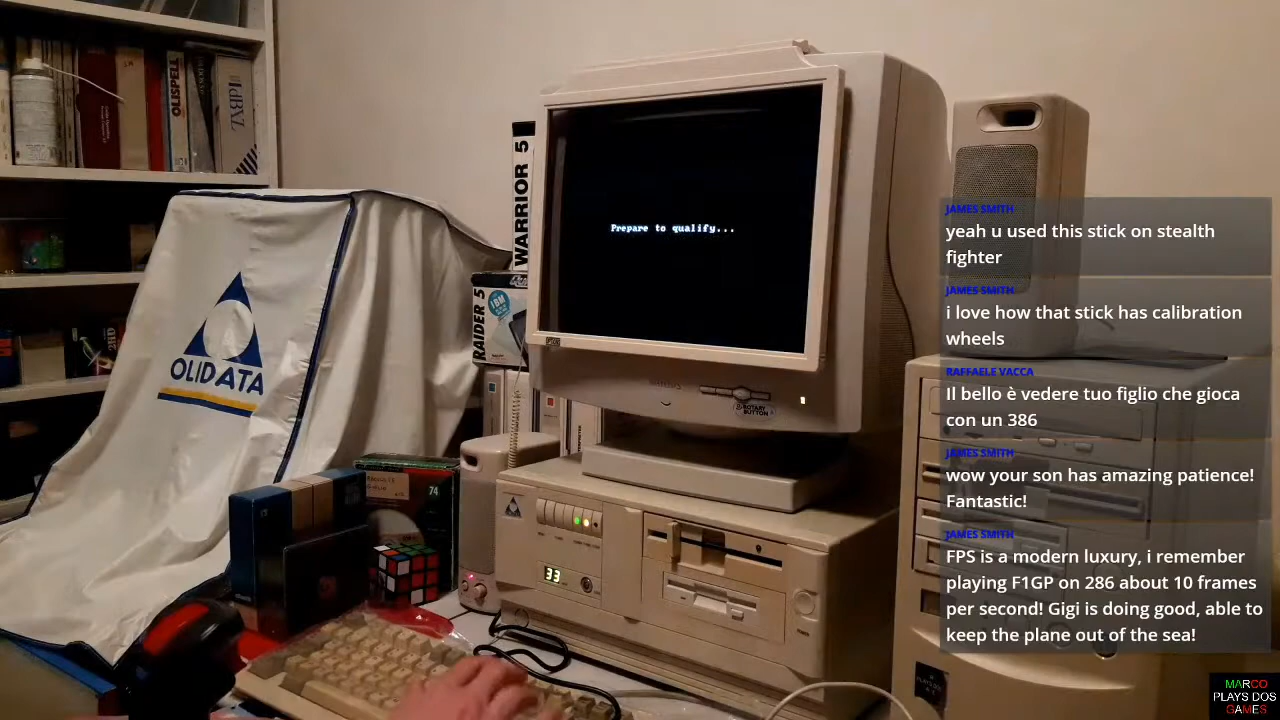 OLISPELL
WARRIOR 5
RAIDER 5
IBM
Prepare to qualify...
ROTARY
BUTTON
OLIDATA
74
33
JAMES SMITH
yeah u used this stick on stealth
fighter
JAMES SMITH
i love how that stick has calibration
wheels
RAFFAELE VACCA
Il bello è vedere tuo figlio che gioca
con un 386
JAMES SMITH
wow your son has amazing patience!
Fantastic!
JAMES SMITH
FPS is a modern luxury, i remember
playing F1GP on 286 about 10 frames
per second! Gigi is doing good, able to
keep the plane out of the sea!
MARCO
PLAYS DOS
GAMES